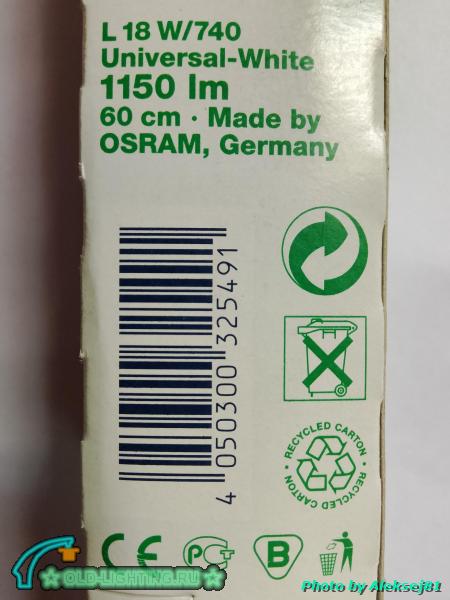 L 18 W/740
Universal-White
1150 lm
60 cm · Made by
OSRAM, Germany
4 050300 325491
RECYCLED CARTON · RECYCLED CARTON ·
CE
B
OLD-LIGHTING.RU
Photo by Aleksej81